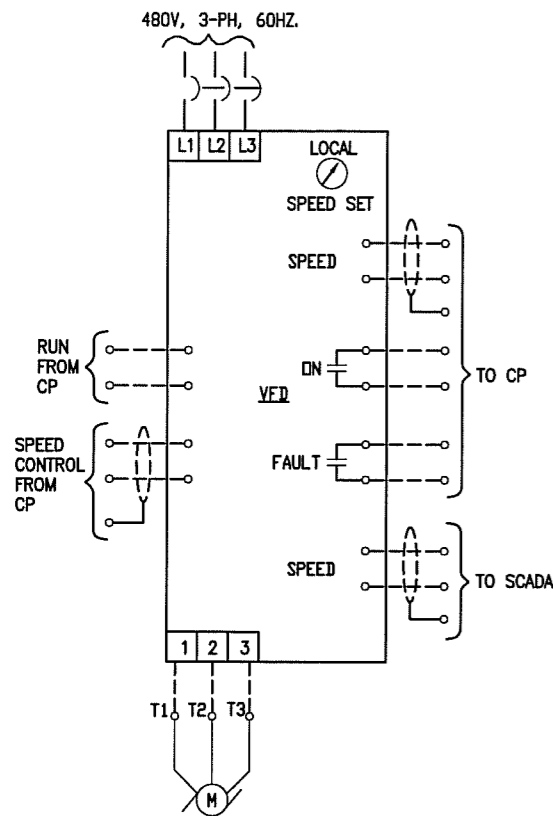 480V, 3-PH, 60HZ.
L1 L2 L3
LOCAL
SPEED SET
SPEED
RUN
FROM
CP
ON
VFD
TO CP
SPEED
CONTROL
FROM
CP
FAULT
SPEED
TO SCADA
1 2 3
T1 T2 T3
M